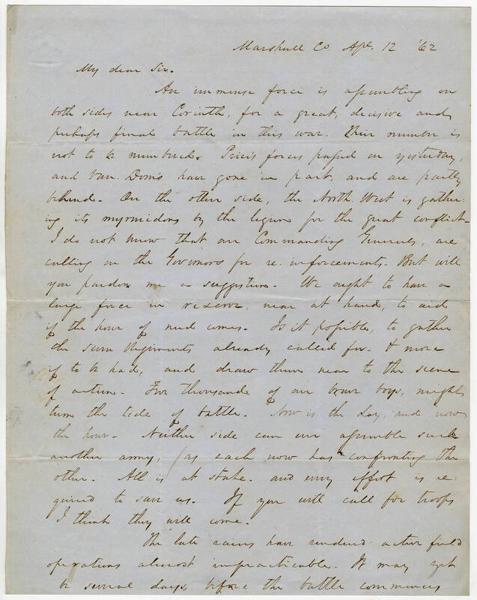 Marshall Co Apl. 12 '62
My dear Sir.
An immense force is assembling on
both sides near Corinth, for a great, decisive and
perhaps final battle in this war. Their number is
not to be numbered. Price's forces passed on yesterday,
and Van Dorn's have gone in part, and are partly
behind. On the other side, the North West is gather-
ing its myrmidons by the legions for the great conflict.
I do not know that our Commanding Generals, are
calling on the Governors for re-inforcements. But will
you pardon me a suggestion. We ought to have a
large force in reserve, near at hand, to aid
if the hour of need comes. Is it possible, to gather
the seven Regiments already called for & more
if to be had, and draw them near to the scene
of action. Five thousands of our brave boys, might
turn the tide of battle. Now is the day, and now
the hour. Neither side can ever assemble such
another army, as each now has confronting the
other. All is at stake. and every effort is re-
quired to save us. If you will call for troops
I think they will come.
The late rains have rendered active field
operations almost impracticable. It may yet
be several days, before the battle commences